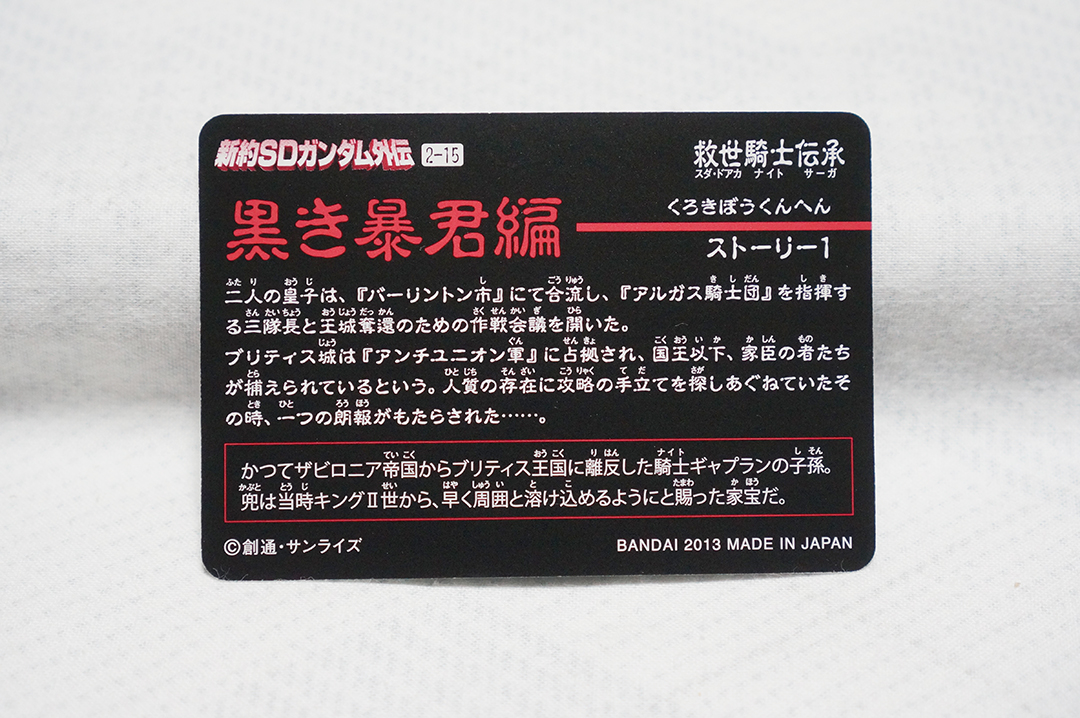 新約SDガンダム外伝 2-15
救世騎士伝承
スダ・ドアカ ナイト サーガ
黒き暴君編
くろきぼうくんへん
ストーリー1
二人の皇子は、『バーリントン市』にて合流し、『アルガス騎士団』を指揮す
る三隊長と王城奪還のための作戦会議を開いた。
ブリティス城は『アンチユニオン軍』に占拠され、国王以下、家臣の者たち
が捕えられているという。人質の存在に攻略の手立てを探しあぐねていたそ
の時、一つの朗報がもたらされた……。
かつてザビロニア帝国からブリティス王国に離反した騎士ギャプランの子孫。
兜は当時キングⅡ世から、早く周囲と溶け込めるようにと賜った家宝だ。
©創通・サンライズ
BANDAI 2013 MADE IN JAPAN